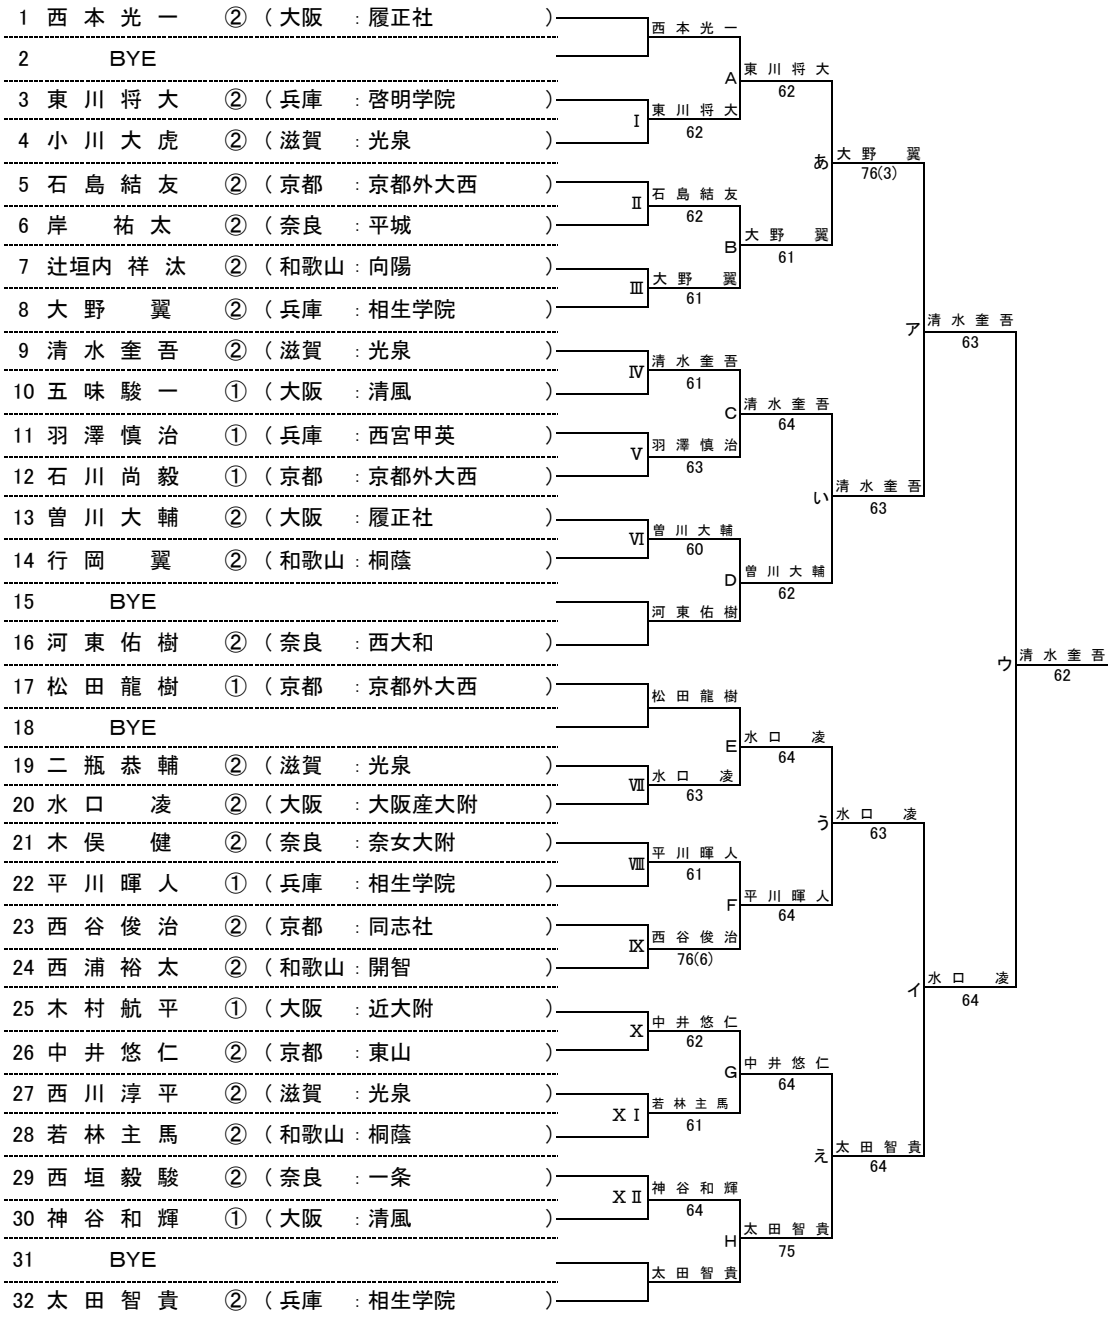 1 西本光一 ② ( 大阪 : 履正社 )
2 BYE
3 東川将大 ② ( 兵庫 : 啓明学院 )
4 小川大虎 ② ( 滋賀 : 光泉 )
5 石島結友 ② ( 京都 : 京都外大西 )
6 岸 祐太 ② ( 奈良 : 平城 )
7 辻垣内 祥汰 ② ( 和歌山 : 向陽 )
8 大野 翼 ② ( 兵庫 : 相生学院 )
9 清水奎吾 ② ( 滋賀 : 光泉 )
10 五味駿一 ① ( 大阪 : 清風 )
11 羽澤慎治 ① ( 兵庫 : 西宮甲英 )
12 石川尚毅 ① ( 京都 : 京都外大西 )
13 曽川大輔 ② ( 大阪 : 履正社 )
14 行岡 翼 ② ( 和歌山 : 桐蔭 )
15 BYE
16 河東佑樹 ② ( 奈良 : 西大和 )
17 松田龍樹 ① ( 京都 : 京都外大西 )
18 BYE
19 二瓶恭輔 ② ( 滋賀 : 光泉 )
20 水口 凌 ② ( 大阪 : 大阪産大附 )
21 木俣 健 ② ( 奈良 : 奈女大附 )
22 平川暉人 ① ( 兵庫 : 相生学院 )
23 西谷俊治 ② ( 京都 : 同志社 )
24 西浦裕太 ② ( 和歌山 : 開智 )
25 木村航平 ① ( 大阪 : 近大附 )
26 中井悠仁 ② ( 京都 : 東山 )
27 西川淳平 ② ( 滋賀 : 光泉 )
28 若林主馬 ② ( 和歌山 : 桐蔭 )
29 西垣毅駿 ② ( 奈良 : 一条 )
30 神谷和輝 ① ( 大阪 : 清風 )
31 BYE
32 太田智貴 ② ( 兵庫 : 相生学院 )
西本光一
Ⅰ
東川将大
62
Ⅱ
石島結友
62
Ⅲ
大野 翼
61
Ⅳ
清水奎吾
61
Ⅴ
羽澤慎治
63
Ⅵ
曽川大輔
60
河東佑樹
松田龍樹
Ⅶ
水口 凌
63
Ⅷ
平川暉人
61
Ⅸ
西谷俊治
76(6)
Ⅹ
中井悠仁
62
ⅩⅠ
若林主馬
61
ⅩⅡ
神谷和輝
64
太田智貴
A
東川将大
62
B
大野 翼
61
C
清水奎吾
64
D
曽川大輔
62
E
水口 凌
64
F
平川暉人
64
G
中井悠仁
64
H
太田智貴
75
あ
大野 翼
76(3)
い
清水奎吾
63
う
水口 凌
63
え
太田智貴
64
ア
清水奎吾
63
イ
水口 凌
64
ウ
清水奎吾
62